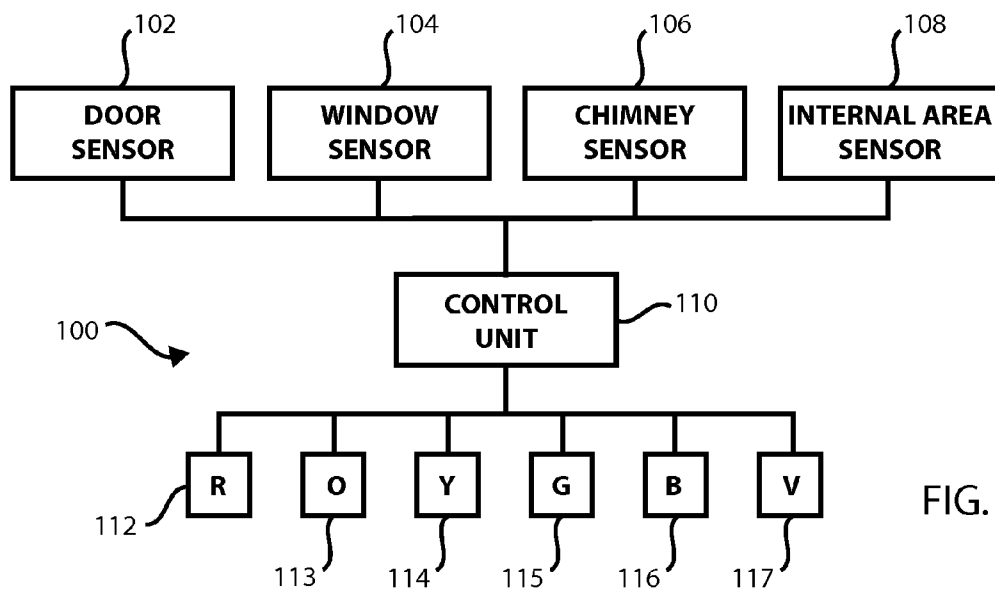 102 104 106 108
DOOR SENSOR
WINDOW SENSOR
CHIMNEY SENSOR
INTERNAL AREA SENSOR
CONTROL UNIT
110
100
R O Y G B V
FIG.
112 113 114 115 116 117